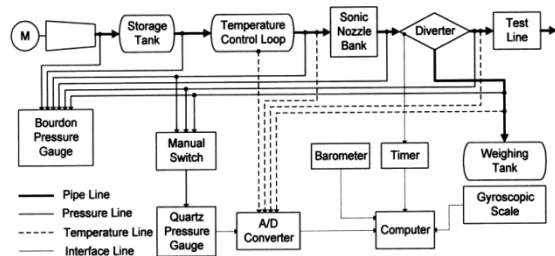 M
Storage
Tank
Temperature
Control Loop
Sonic
Nozzle
Bank
Diverter
Test
Line
Bourdon
Pressure
Gauge
Manual
Switch
Barometer
Timer
Weighing
Tank
Pipe Line
Pressure Line
Temperature Line
Interface Line
Quartz
Pressure
Gauge
A/D
Converter
Computer
Gyroscopic
Scale